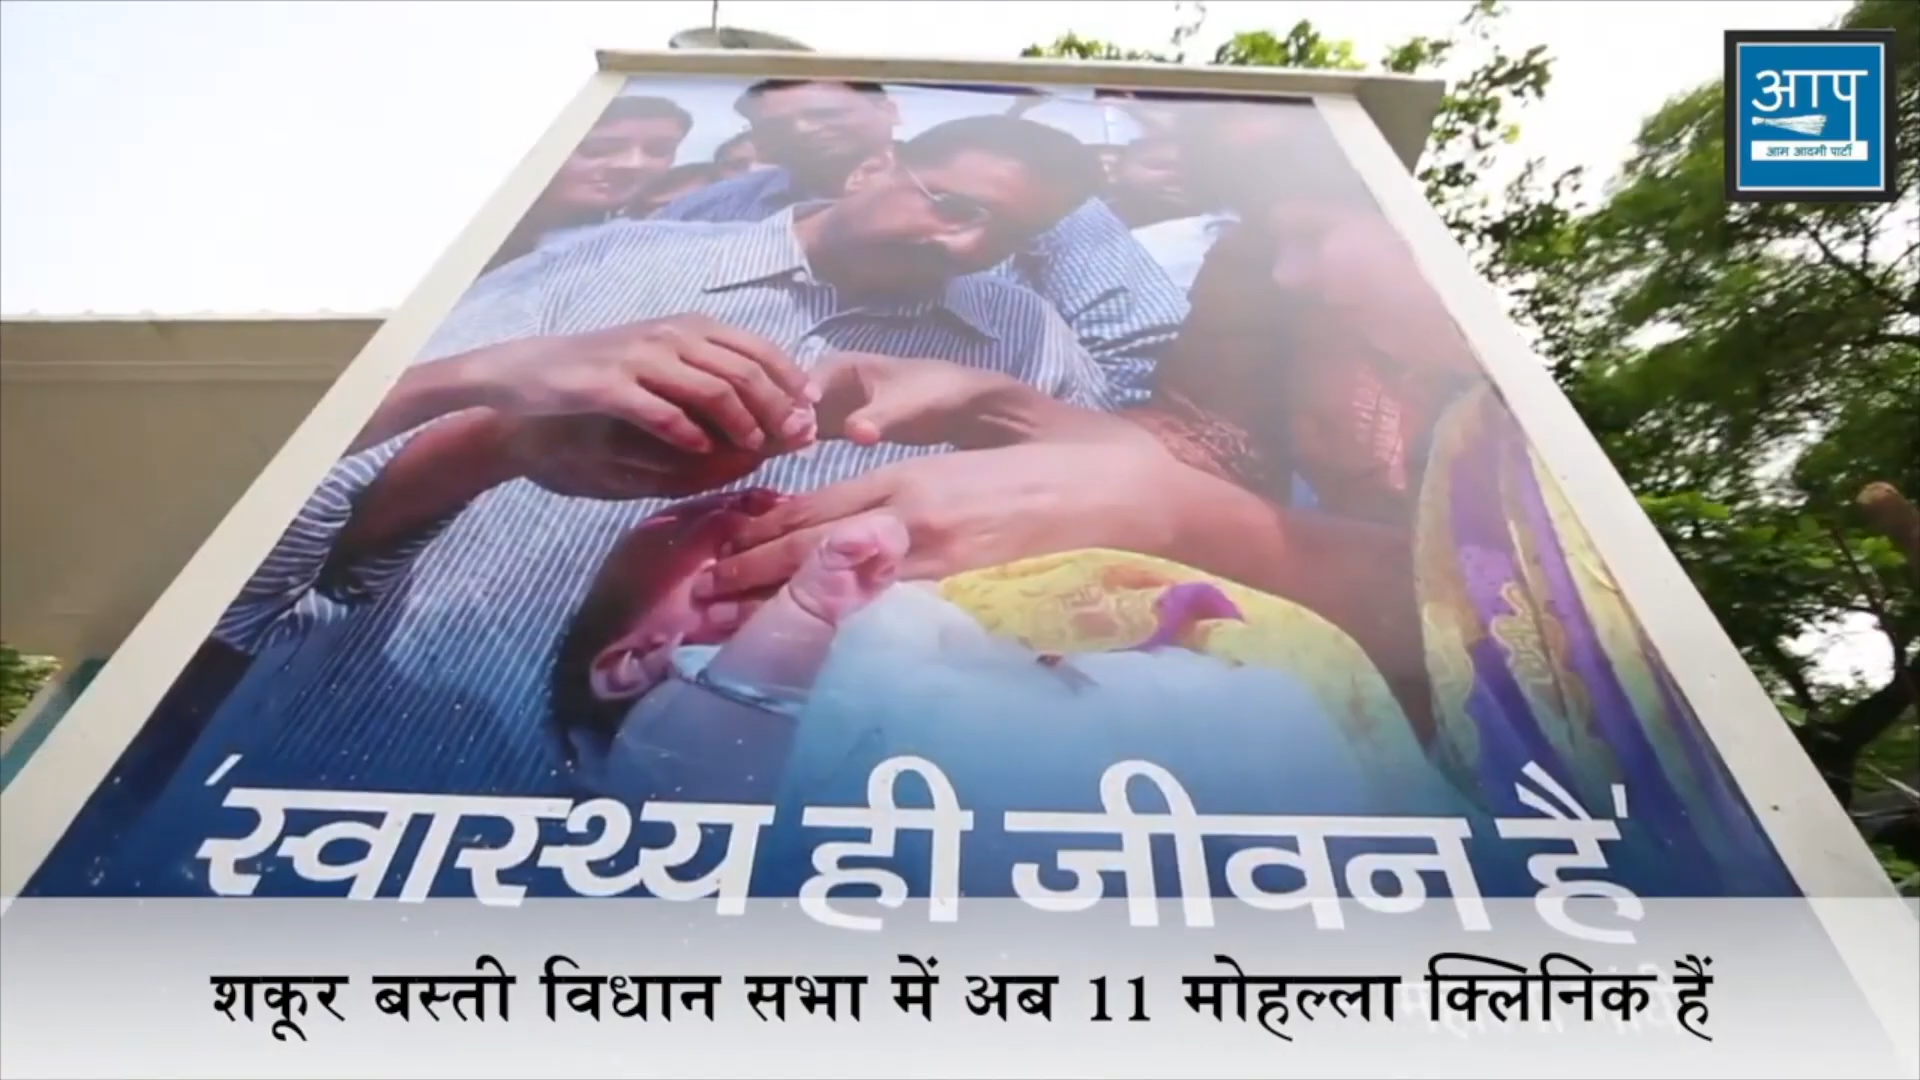 आप
आम आदमी पार्टी
'स्वास्थ्य ही जीवन है'
शकूर बस्ती विधान सभा में अब 11 मोहल्ला क्लिनिक हैं